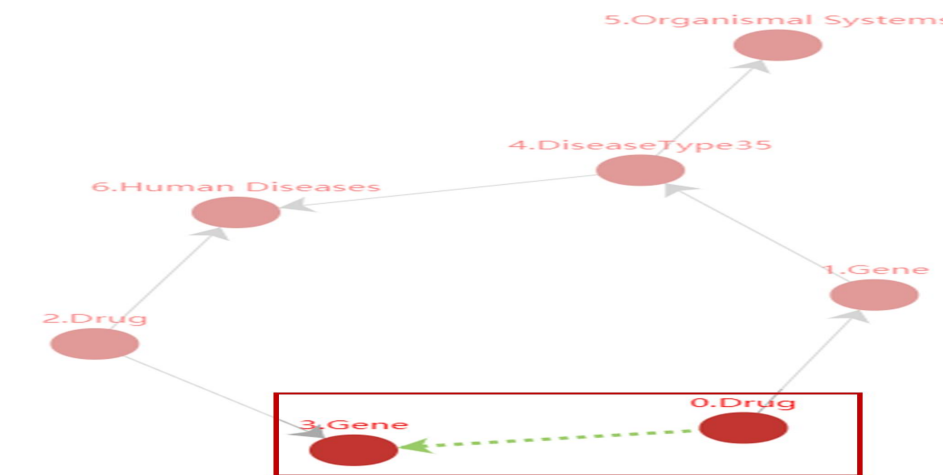 5.Organismal Systems
4.DiseaseType35
6.Human Diseases
1.Gene
2.Drug
0.Drug
3.Gene